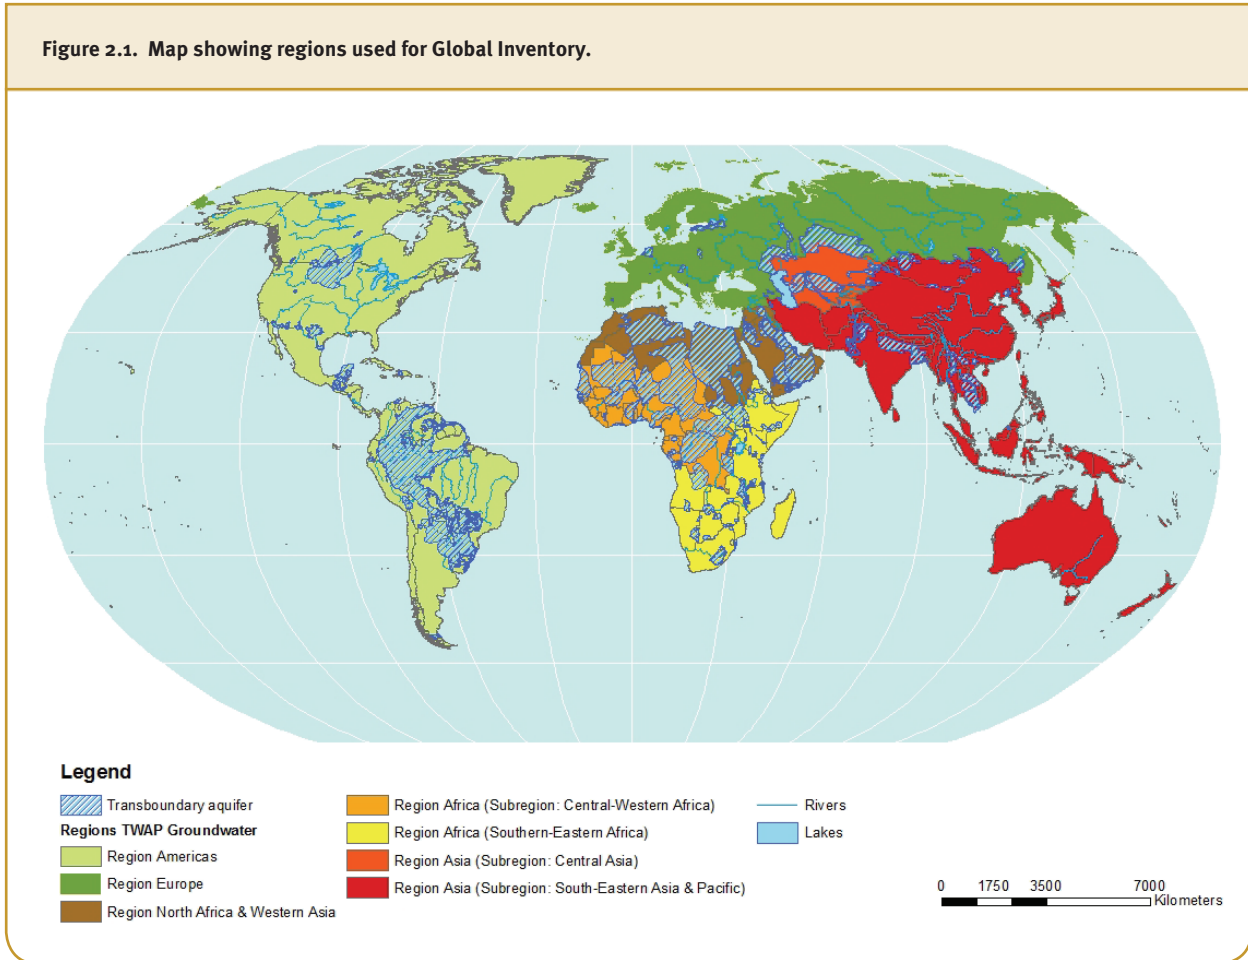 Figure 2.1. Map showing regions used for Global Inventory.
Legend
Transboundary aquifer
Regions TWAP Groundwater
Region Americas
Region Europe
Region North Africa & Western Asia
Region Africa (Subregion: Central-Western Africa)
Region Africa (Southern-Eastern Africa)
Region Asia (Subregion: Central Asia)
Region Asia (Subregion: South-Eastern Asia & Pacific)
Rivers
Lakes
0 1750 3500 7000
Kilometers